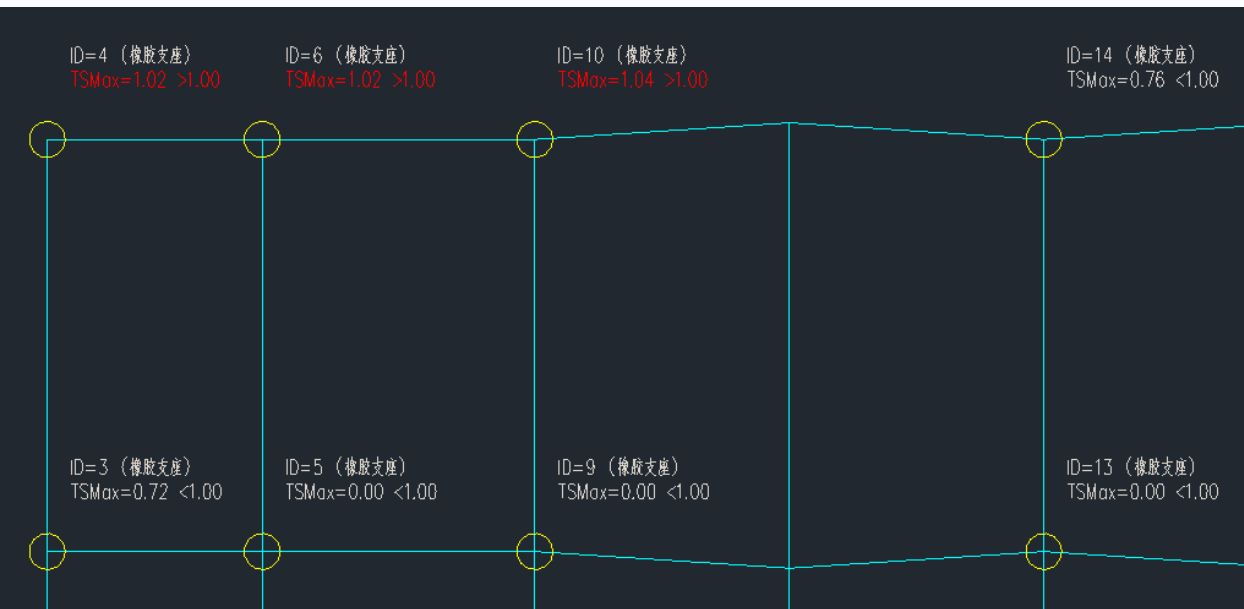 ID=4 (橡胶支座)
TSMax=1.02 >1.00
ID=6 (橡胶支座)
TSMax=1.02 >1.00
ID=10 (橡胶支座)
TSMax=1.04 >1.00
ID=14 (橡胶支座)
TSMax=0.76 <1.00
ID=3 (橡胶支座)
TSMax=0.72 <1.00
ID=5 (橡胶支座)
TSMax=0.00 <1.00
ID=9 (橡胶支座)
TSMax=0.00 <1.00
ID=13 (橡胶支座)
TSMax=0.00 <1.00